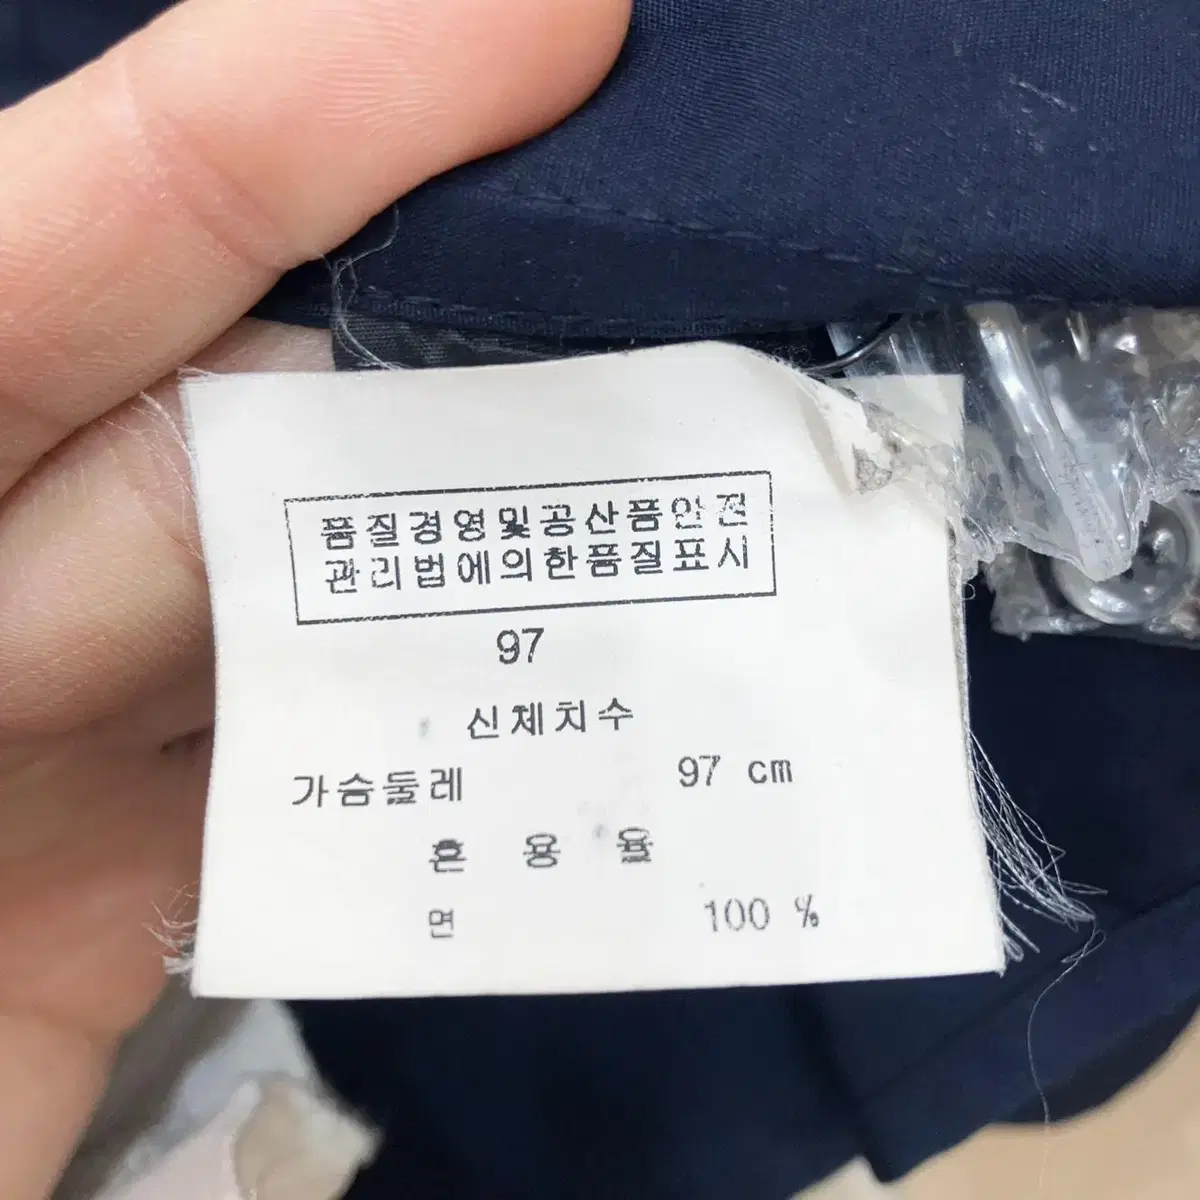 품질경영및공산품안전
관리법에의한품질표시
97
신체치수
가슴둘레 97 cm
혼 용 율
면 100 %